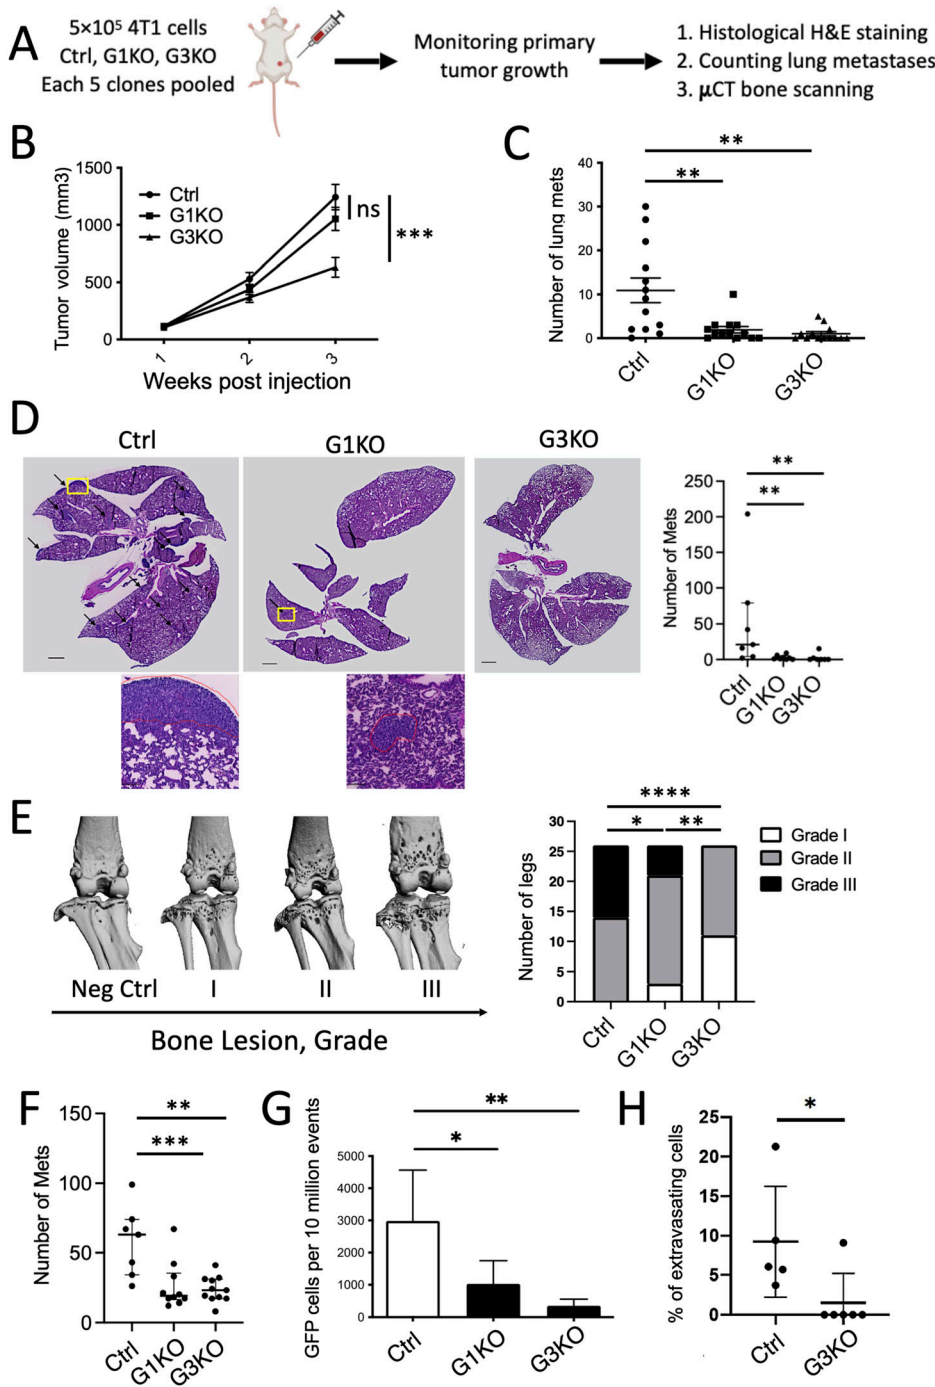 A
5×10⁵ 4T1 cells
Ctrl, G1KO, G3KO
Each 5 clones pooled
Monitoring primary
tumor growth
1. Histological H&E staining
2. Counting lung metastases
3. μCT bone scanning
B
Tumor volume (mm3)
1500
1000
500
0
Ctrl
G1KO
G3KO
ns
***
1 2 3
Weeks post injection
C
Number of lung mets
40
30
20
10
0
**
**
Ctrl
G1KO
G3KO
D
Ctrl
G1KO
G3KO
Number of Mets
250
200
150
100
50
0
**
**
Ctrl
G1KO
G3KO
E
Neg Ctrl I II III
Bone Lesion, Grade
Number of legs
30
25
20
15
10
5
0
****
* **
Grade I
Grade II
Grade III
Ctrl
G1KO
G3KO
F
Number of Mets
150
100
50
0
**
***
Ctrl
G1KO
G3KO
G
GFP cells per 10 million events
5000
4000
3000
2000
1000
0
**
*
Ctrl
G1KO
G3KO
H
% of extravasating cells
25
20
15
10
5
0
*
Ctrl
G3KO